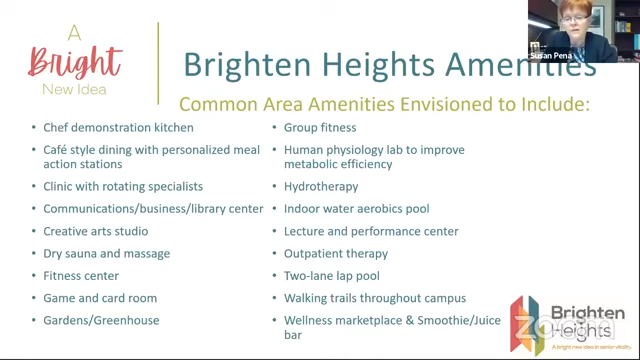 A
Bright
New Idea
Brighten Heights Amenities
Susan Pena
Common Area Amenities Envisioned to Include:
• Chef demonstration kitchen
• Café style dining with personalized meal
action stations
• Clinic with rotating specialists
• Communications/business/library center
• Creative arts studio
• Dry sauna and massage
• Fitness center
• Game and card room
• Gardens/Greenhouse
• Group fitness
• Human physiology lab to improve
metabolic efficiency
• Hydrotherapy
• Indoor water aerobics pool
• Lecture and performance center
• Outpatient therapy
• Two-lane lap pool
• Walking trails throughout campus
• Wellness marketplace & Smoothie/Juice
bar
Brighten
Heights
A bright new idea in senior vitality
zoom